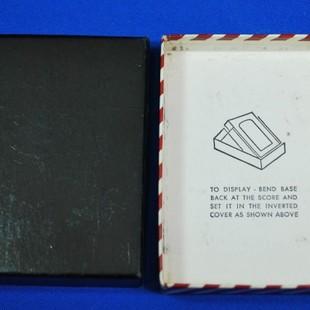 TO DISPLAY - BEND BASE
BACK AT THE SCORE AND
SET IT IN THE INVERTED
COVER AS SHOWN ABOVE